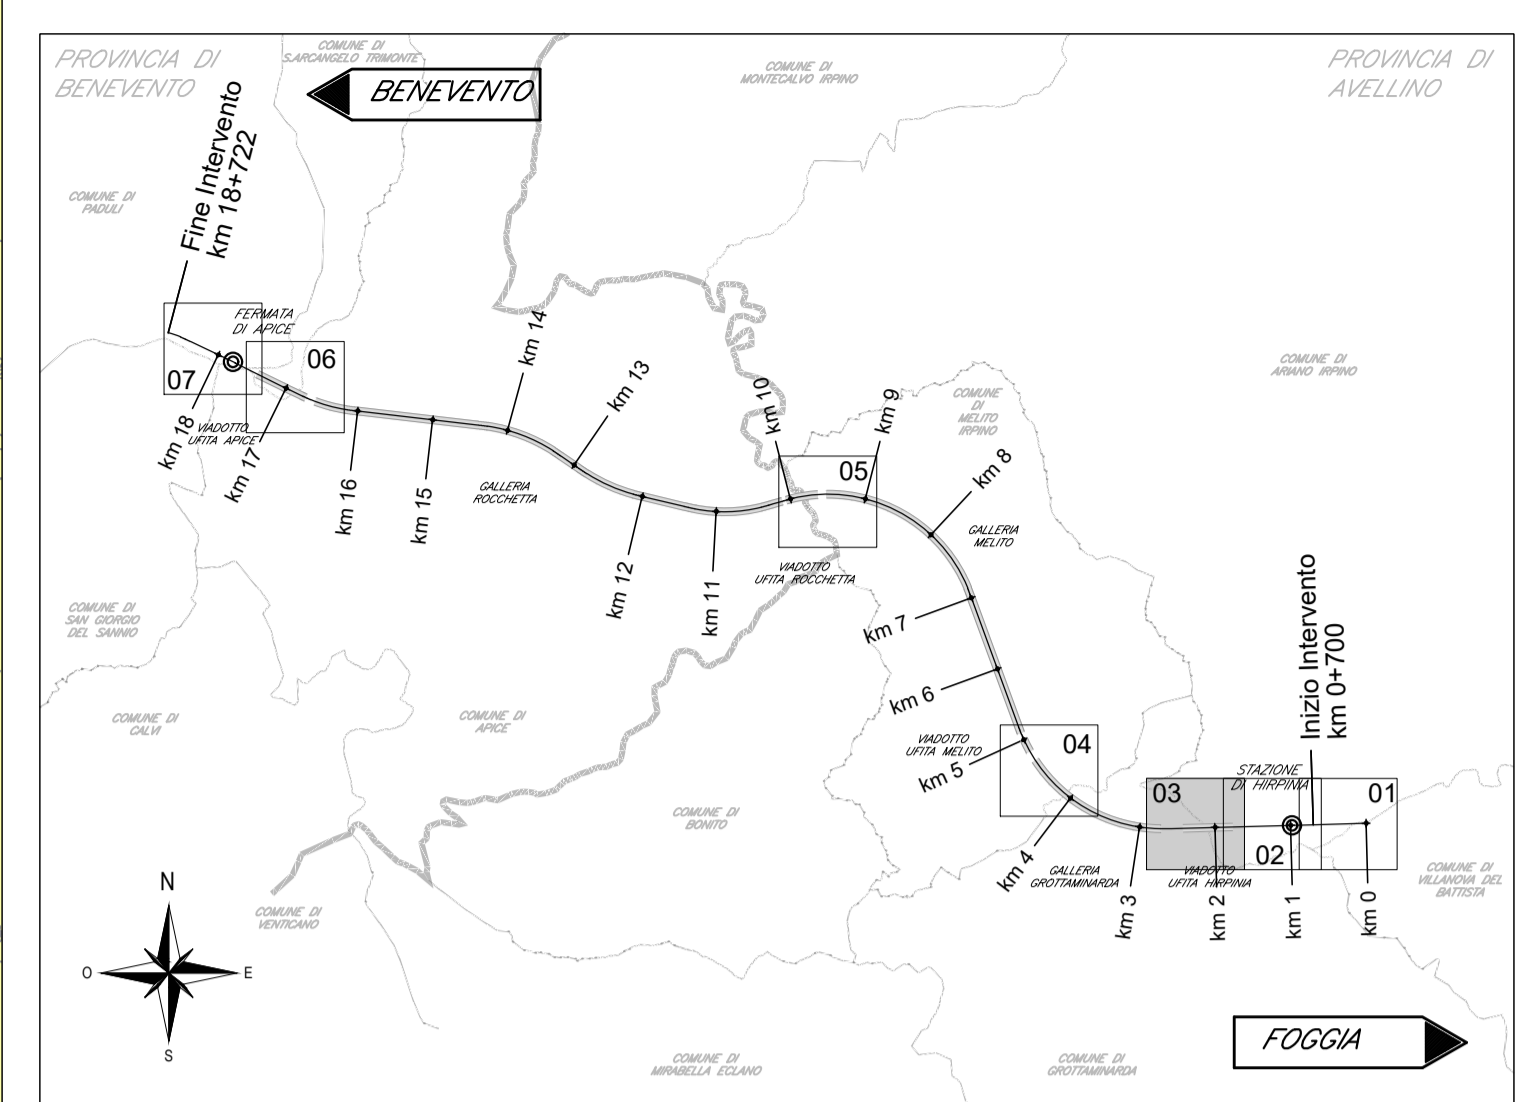 PROVINCIA DI
BENEVENTO
COMUNE DI
S.ARCANGELO TRIMONTE
BENEVENTO
COMUNE DI
MONTECALVO IRPINO
PROVINCIA DI
AVELLINO
Fine Intervento
km 18+722
COMUNE DI
PADULI
FERMATA
DI APICE
06
07
km 18
VIADOTTO
UFITA APICE
km 17
km 16
km 15
km 14
km 13
GALLERIA
ROCCHETTA
km 12
km 11
km 10
km 9
05
VIADOTTO
UFITA ROCCHETTA
COMUNE
DI
MELITO
IRPINO
COMUNE DI
ARIANO IRPINO
km 8
GALLERIA
MELITO
km 7
km 6
COMUNE DI
SAN GIORGIO
DEL SANNIO
COMUNE DI
CALVI
COMUNE DI
APICE
VIADOTTO
UFITA MELITO
km 5
04
Inizio Intervento
km 0+700
STAZIONE
DI HIRPINIA
03
01
02
COMUNE DI
BONITO
km 4
GALLERIA
GROTTAMINARDA
km 3
VIADOTTO
UFITA HIRPINIA
km 2
km 1
km 0
COMUNE DI
VILLANOVA DEL
BATTISTA
COMUNE DI
VENTICANO
N
O
E
S
FOGGIA
COMUNE DI
MIRABELLA ECLANO
COMUNE DI
GROTTAMINARDA